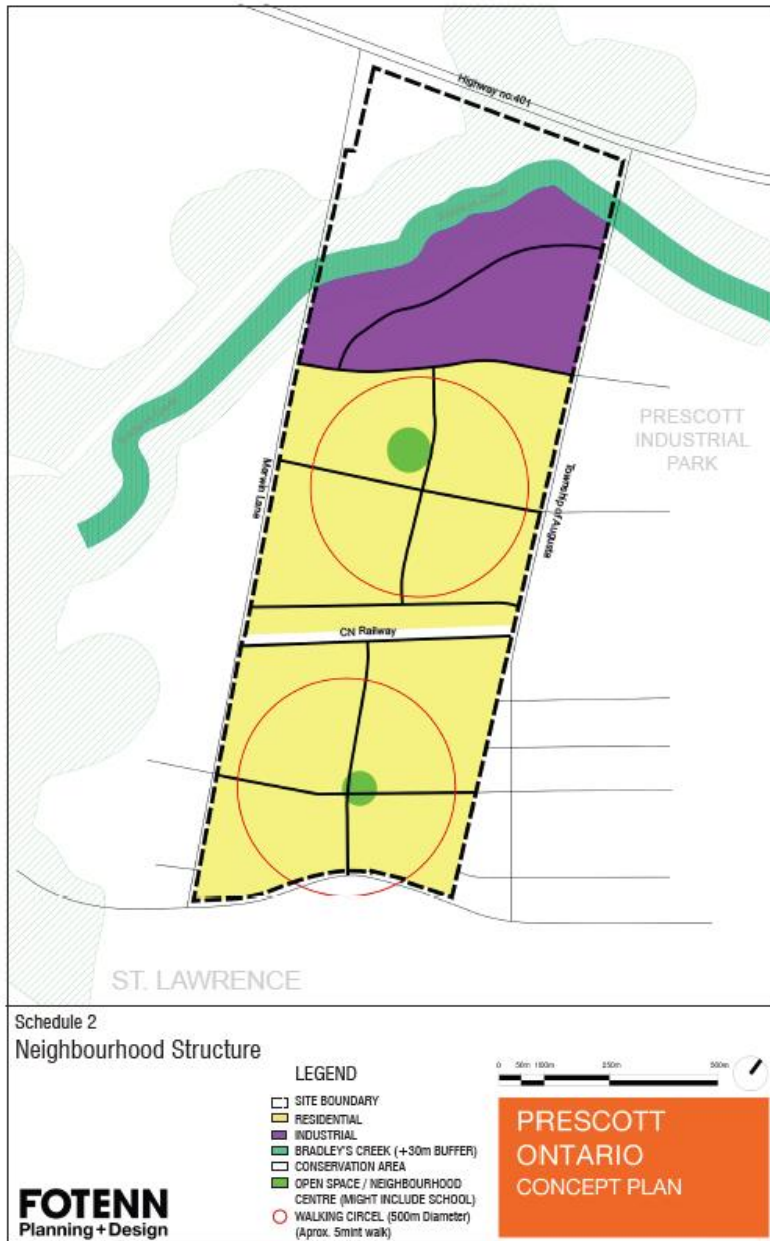 Highway no.401
PRESCOTT
INDUSTRIAL
PARK
Merwin Lane
Township of Augusta
CN Railway
ST. LAWRENCE
Schedule 2
Neighbourhood Structure
LEGEND
SITE BOUNDARY
RESIDENTIAL
INDUSTRIAL
BRADLEY'S CREEK (+30m BUFFER)
CONSERVATION AREA
OPEN SPACE / NEIGHBOURHOOD
CENTRE (MIGHT INCLUDE SCHOOL)
WALKING CIRCEL (500m Diameter)
(Aprox. 5mint walk)
0 50m 100m 250m 500m
PRESCOTT
ONTARIO
CONCEPT PLAN
FOTENN
Planning+Design